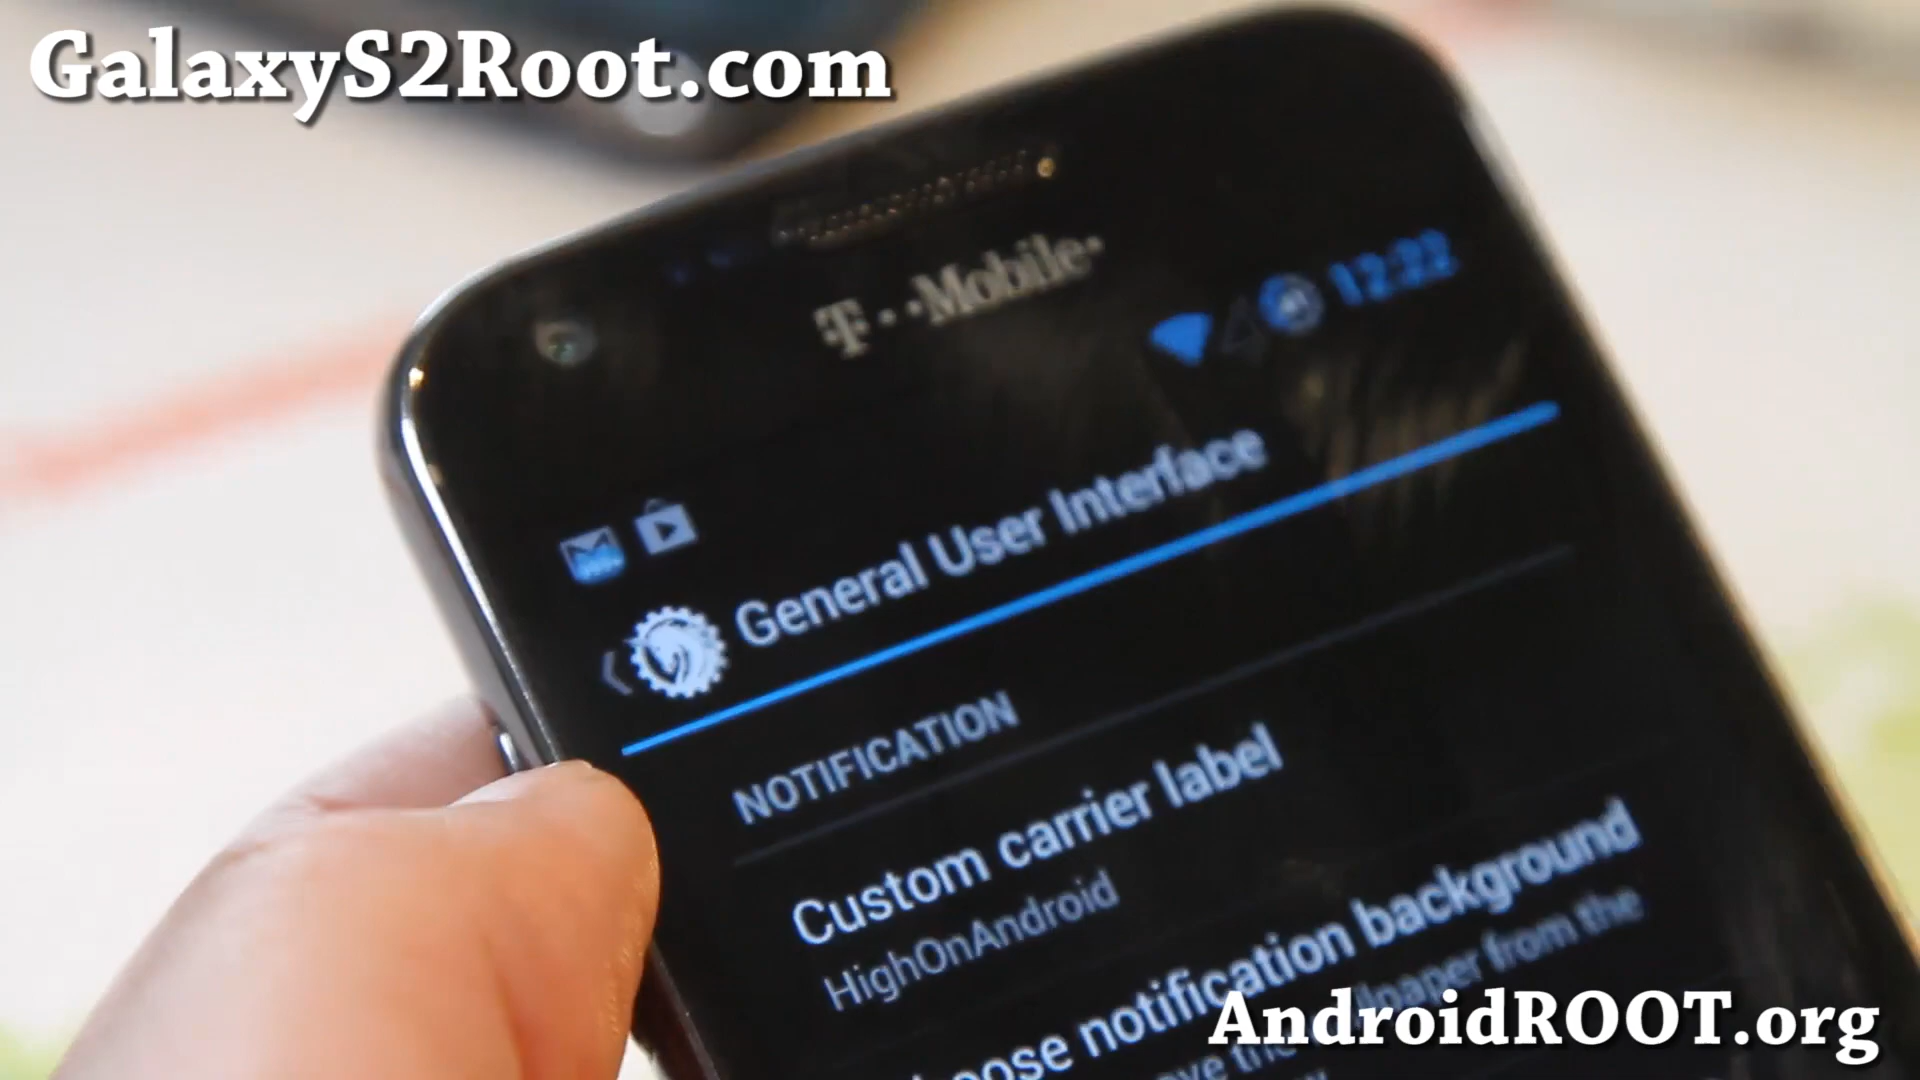 GalaxyS2Root.com
T··Mobile·
12:22
General User Interface
NOTIFICATION
Custom carrier label
HighOnAndroid
notification background
from the
AndroidROOT.org